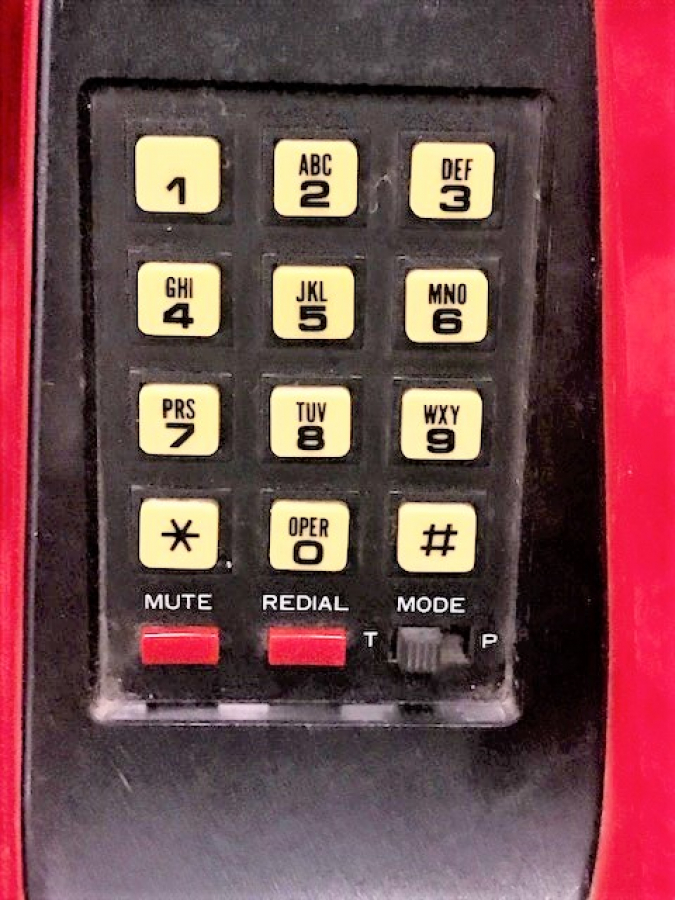 1 ABC 2 DEF 3
GHI 4 JKL 5 MNO 6
PRS 7 TUV 8 WXY 9
* OPER 0 #
MUTE REDIAL MODE
T P